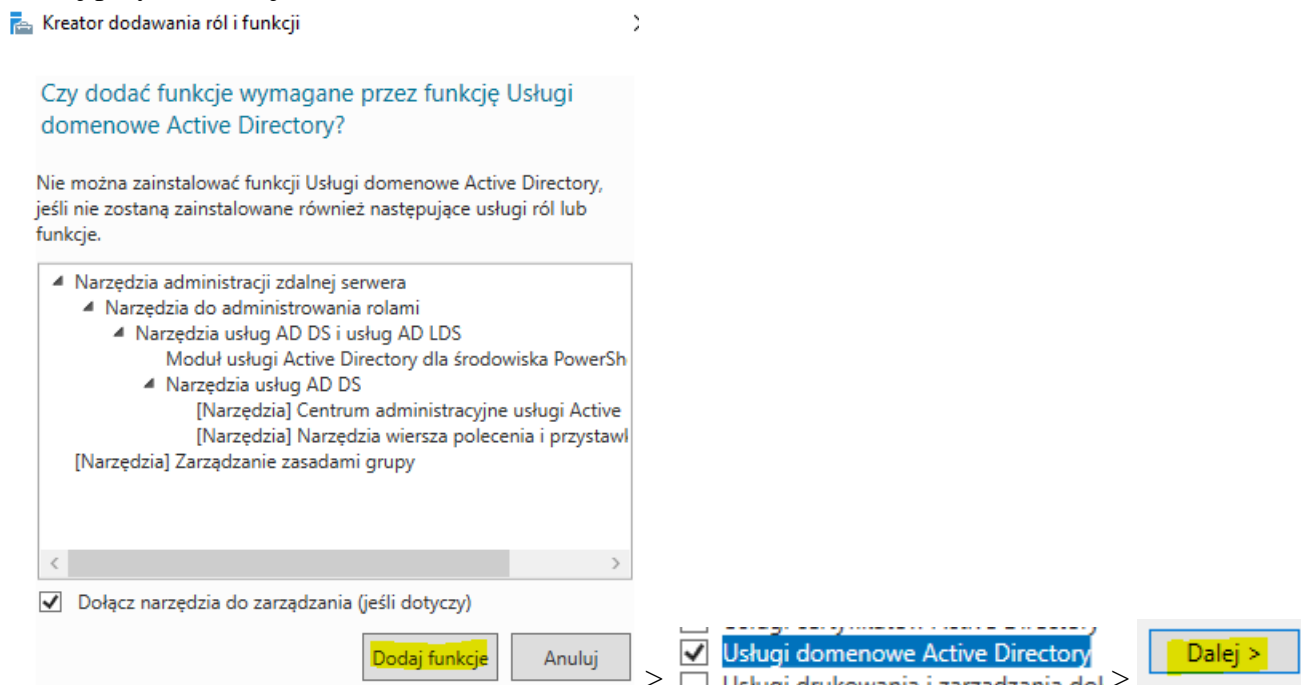 Kreator dodawania ról i funkcji
Czy dodać funkcje wymagane przez funkcję Usługi
domenowe Active Directory?
Nie można zainstalować funkcji Usługi domenowe Active Directory,
jeśli nie zostaną zainstalowane również następujące usługi ról lub
funkcje.
Narzędzia administracji zdalnej serwera
Narzędzia do administrowania rolami
Narzędzia usług AD DS i usług AD LDS
Moduł usługi Active Directory dla środowiska PowerSh
Narzędzia usług AD DS
[Narzędzia] Centrum administracyjne usługi Active
[Narzędzia] Narzędzia wiersza polecenia i przystawk
[Narzędzia] Zarządzanie zasadami grupy
Dołącz narzędzia do zarządzania (jeśli dotyczy)
Dodaj funkcje Anuluj
>
Usługi domenowe Active Directory
Usługi drukowania i zarządzania
>
Dalej >